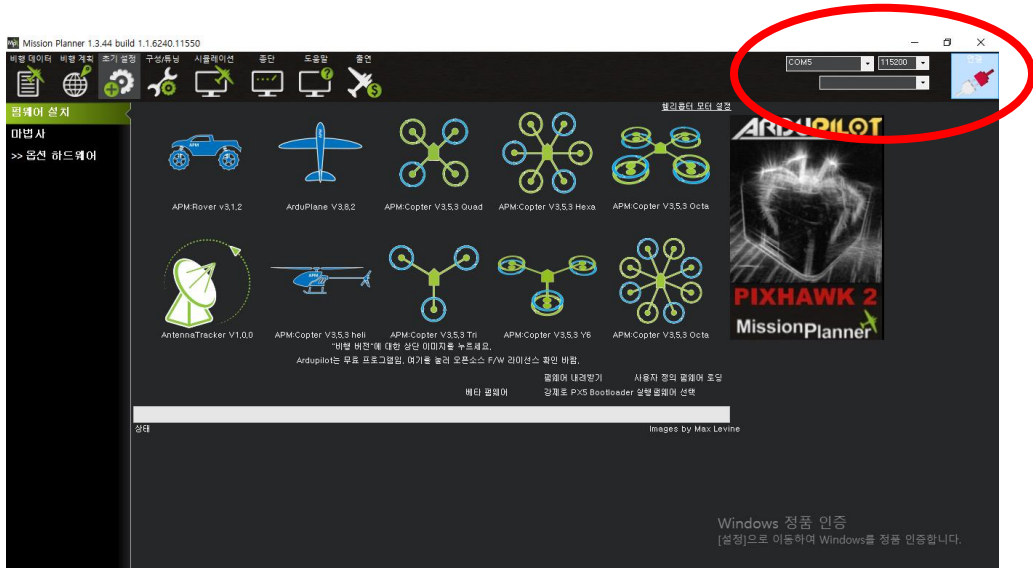 Mission Planner 1.3.44 build 1.1.6240.11550
비행 데이터 비행 계획 초기 설정 구성/튜닝 시뮬레이션 종단 도움말 출연
COM5 115200 연결
펌웨어 설치
마법사
>> 옵션 하드웨어
헬리콥터 모터 설정
APM:Rover v3,1,2 ArduPlane V3,8,2 APM:Copter V3,5,3 Quad APM:Copter V3,5,3 Hexa APM:Copter V3,5,3 Octa
AntennaTracker V1,0,0 APM:Copter V3,5,3 heli APM:Copter V3,5,3 Tri APM:Copter V3,5,3 Y6 APM:Copter V3,5,3 Octa
"비행 버전"에 대한 상단 이미지를 누르세요.
Ardupilot는 무료 프로그램임. 여기를 눌러 오픈소스 F/W 라이선스 확인 바람.
펌웨어 내려받기 사용자 정의 펌웨어 로딩
베타 펌웨어 강제로 PX5 Bootloader 실행 펌웨어 선택
상태 Images by Max Levine
ARDUPILOT
PIXHAWK 2
Mission Planner
Windows 정품 인증
[설정]으로 이동하여 Windows를 정품 인증합니다.